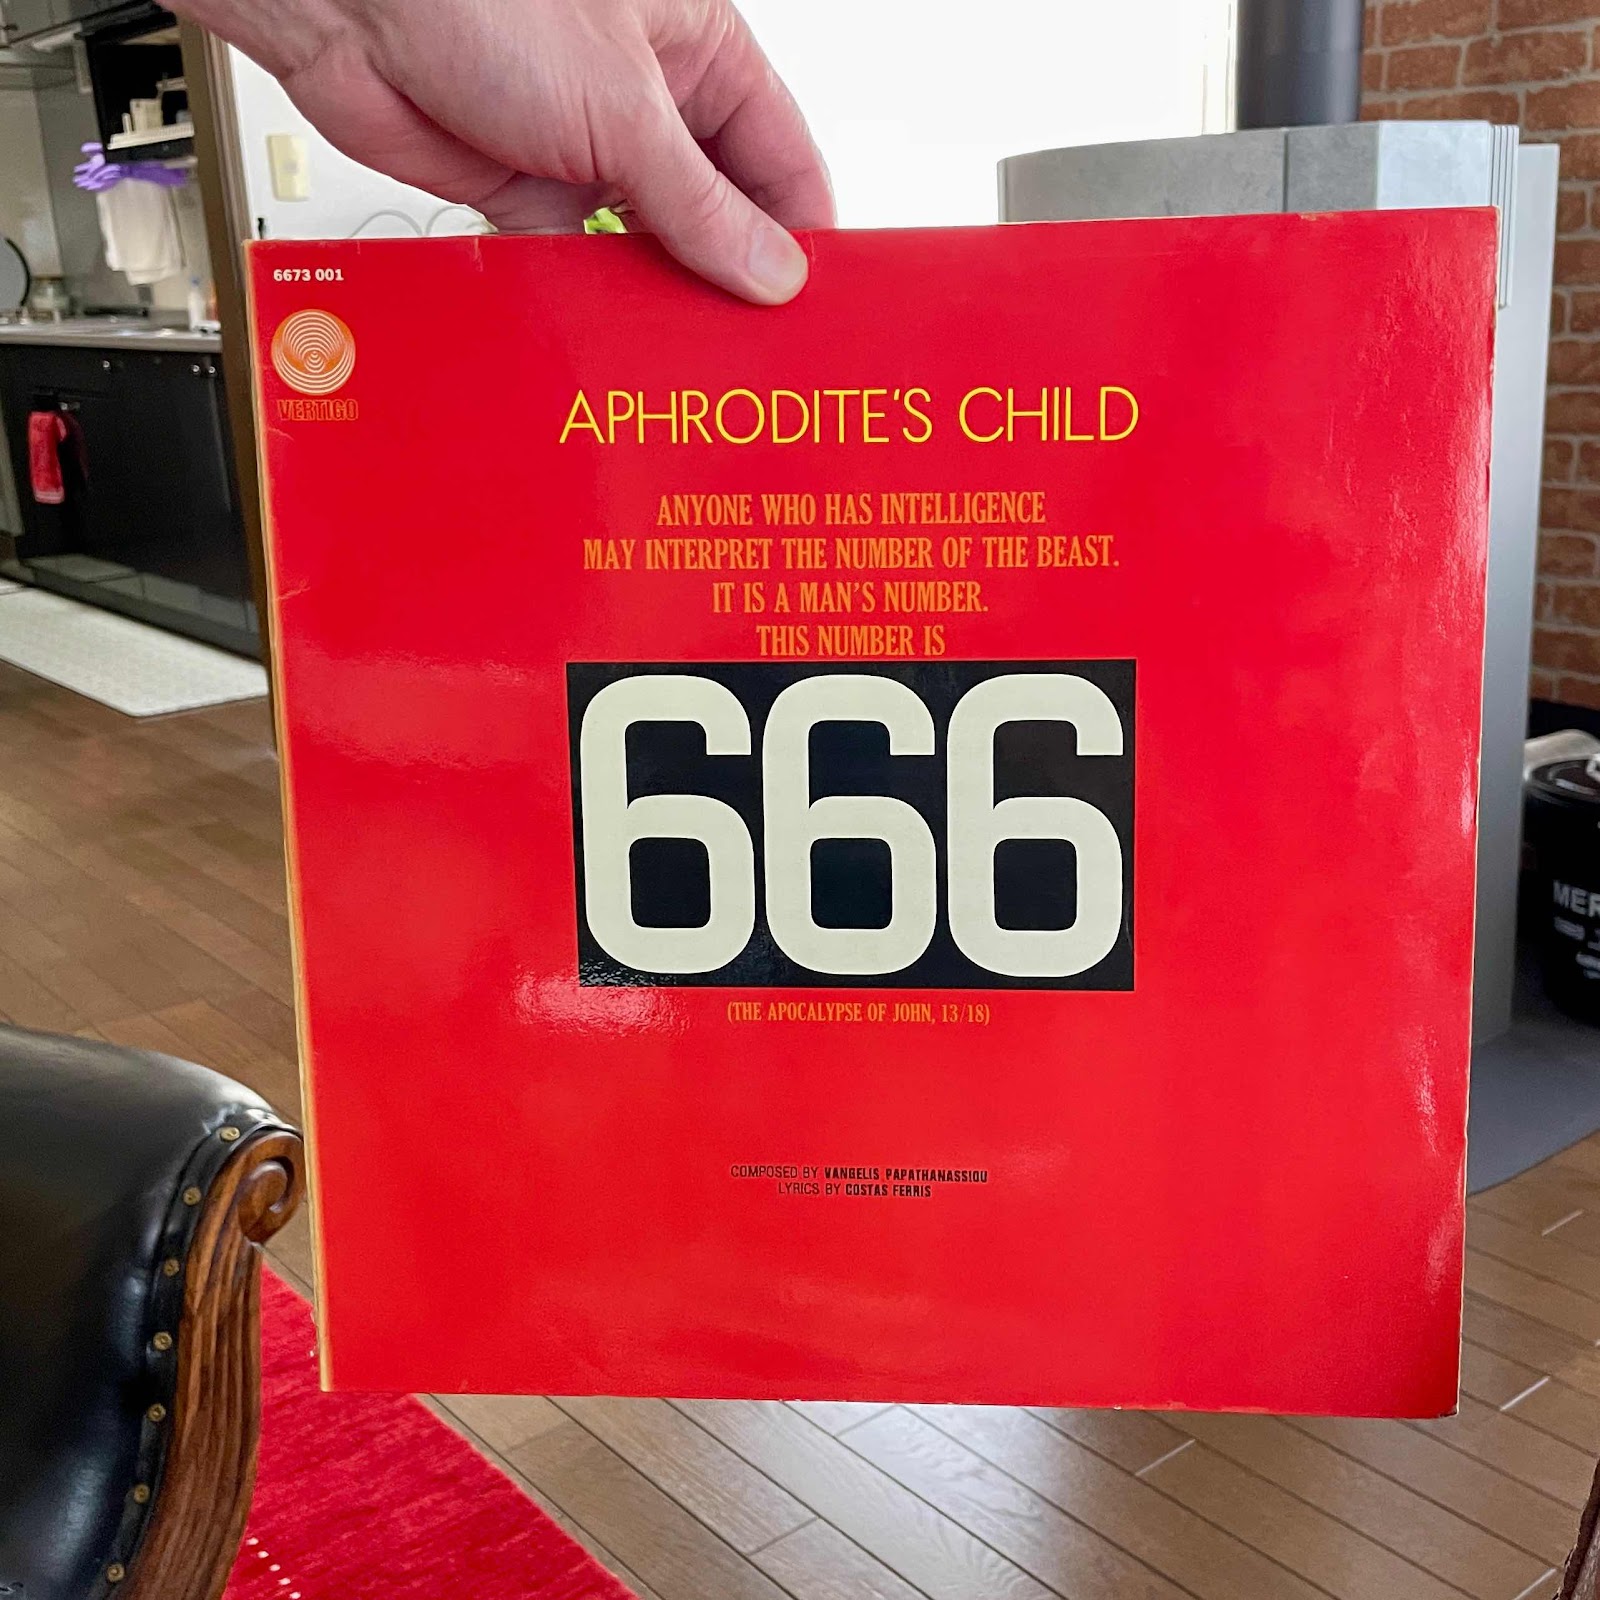 6673 001
VERTIGO
APHRODITE'S CHILD
ANYONE WHO HAS INTELLIGENCE
MAY INTERPRET THE NUMBER OF THE BEAST.
IT IS A MAN'S NUMBER.
THIS NUMBER IS
666
(THE APOCALYPSE OF JOHN, 13/18)
COMPOSED BY VANGELIS PAPATHANASSIOU
LYRICS BY COSTAS FERRIS